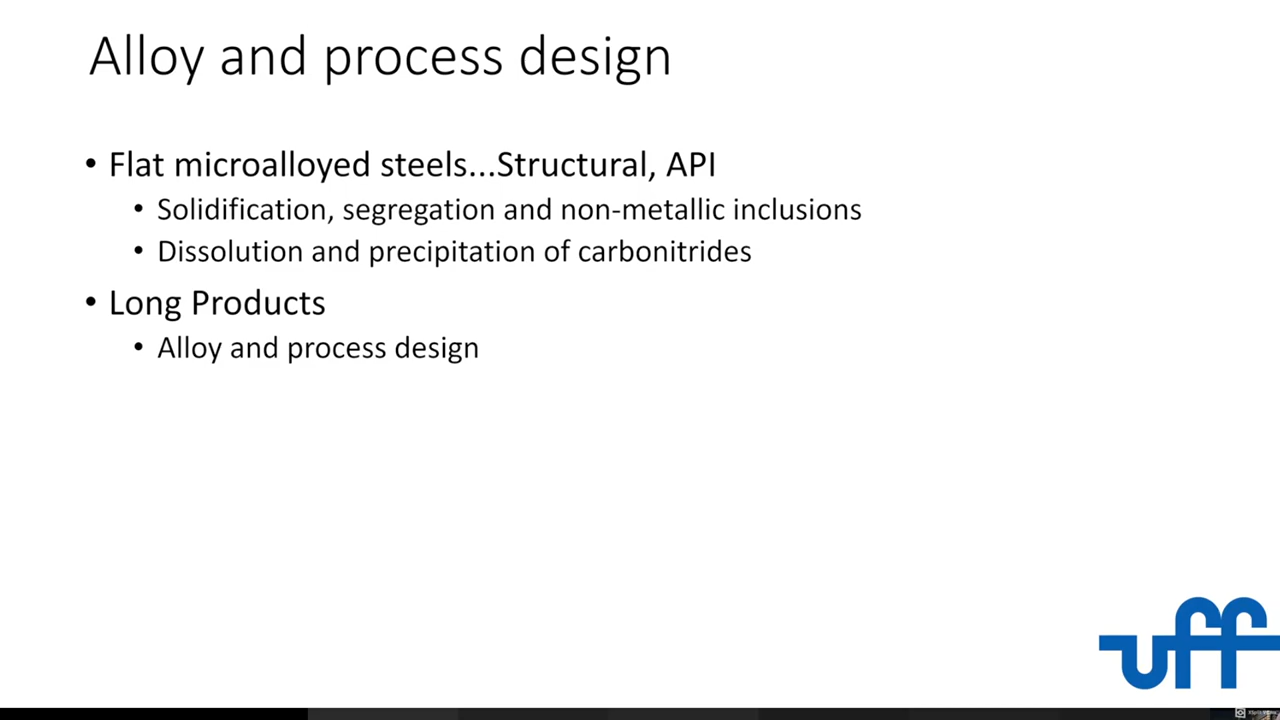 Alloy and process design
• Flat microalloyed steels...Structural, API
• Solidification, segregation and non-metallic inclusions
• Dissolution and precipitation of carbonitrides
• Long Products
• Alloy and process design
uff